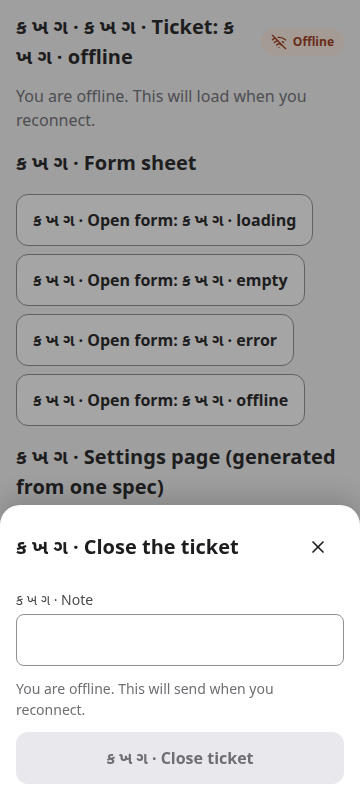 ક ખ ગ · ક ખ ગ · Ticket: ક
ખ ગ · offline
Offline
You are offline. This will load when you
reconnect.
ક ખ ગ · Form sheet
ક ખ ગ · Open form: ક ખ ગ · loading
ક ખ ગ · Open form: ક ખ ગ · empty
ક ખ ગ · Open form: ક ખ ગ · error
ક ખ ગ · Open form: ક ખ ગ · offline
ક ખ ગ · Settings page (generated
from one spec)
ક ખ ગ · Close the ticket
ક ખ ગ · Note
You are offline. This will send when you
reconnect.
ક ખ ગ · Close ticket